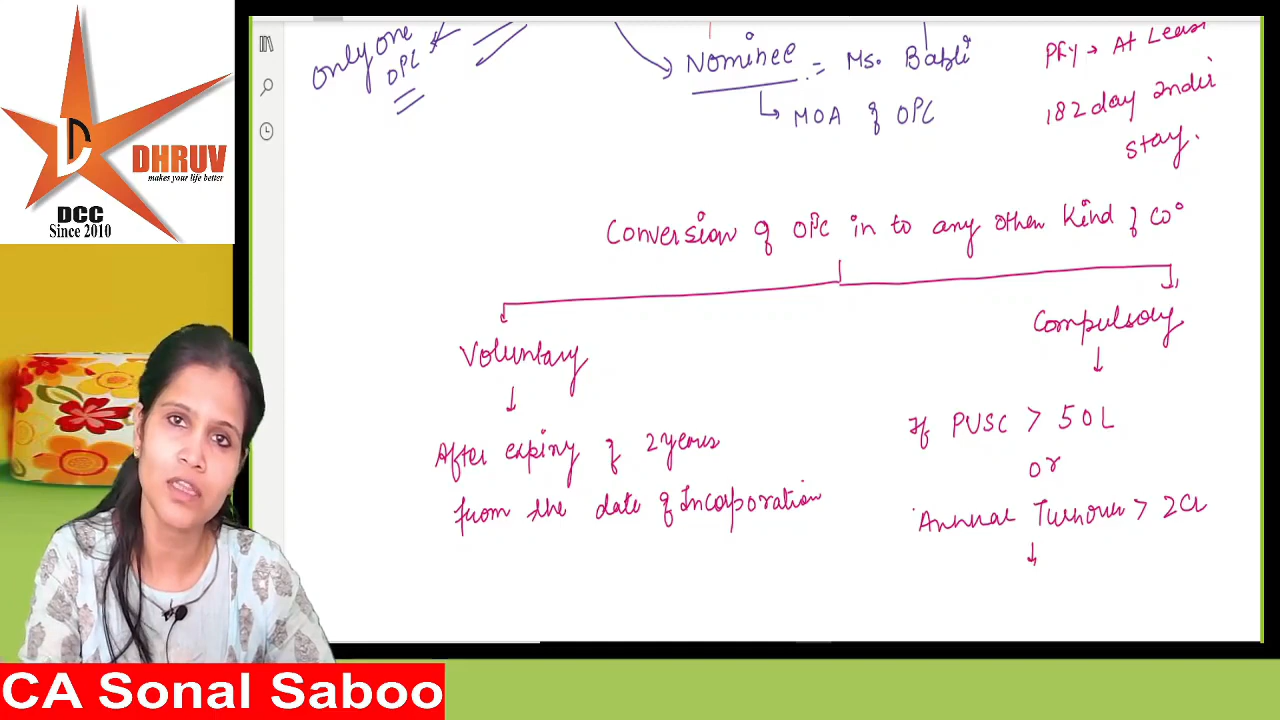 DHRUV
makes your life better
DCC
Since 2010
only one
OPC
Nominee = Ms. Babli
MOA of OPC
PFY → At Least
182 day Indei
stay.
Conversion of OPC in to any other Kind of Co°
Voluntary
After expiry of 2 years
from the date of Incorporation
Compulsory
If PUSC > 50L
or
Annual Turnover > 2Cr
CA Sonal Saboo